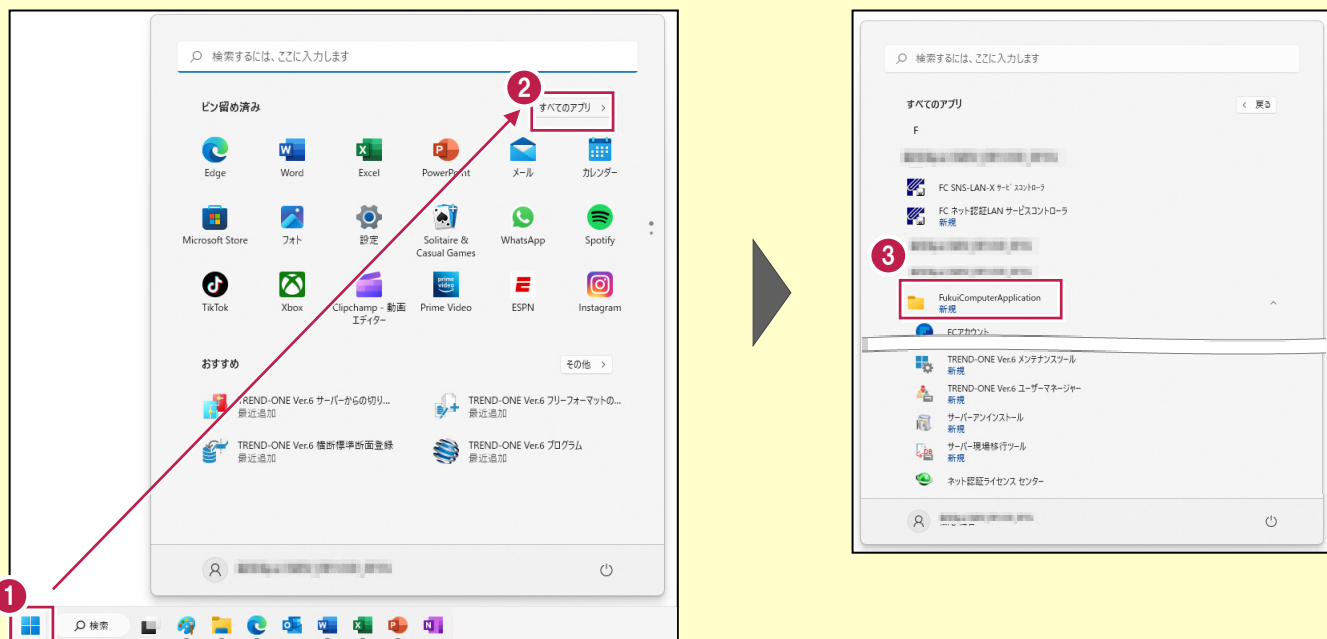 検索するには、ここに入力します
ピン留め済み
2
すべてのアプリ >
Edge
Word
Excel
PowerPoint
メール
カレンダー
Microsoft Store
フォト
設定
Solitaire &
Casual Games
WhatsApp
Spotify
TikTok
Xbox
Clipchamp - 動画
エディター
Prime Video
ESPN
Instagram
おすすめ
その他 >
TREND-ONE Ver.6 サーバーからの切り...
最近追加
TREND-ONE Ver.6 フリーフォーマットの...
最近追加
TREND-ONE Ver.6 横断標準断面登録
最近追加
TREND-ONE Ver.6 プログラム
最近追加
1
検索
検索するには、ここに入力します
すべてのアプリ
< 戻る
F
FC SNS-LAN-X サービスコントローラ
FC ネット認証LAN サービスコントローラ
新規
3
FukuiComputerApplication
新規
FCアカウント
TREND-ONE Ver.6 メンテナンスツール
新規
TREND-ONE Ver.6 ユーザーマネージャー
新規
サーバーアンインストール
新規
サーバー現場移行ツール
新規
ネット認証ライセンス センター